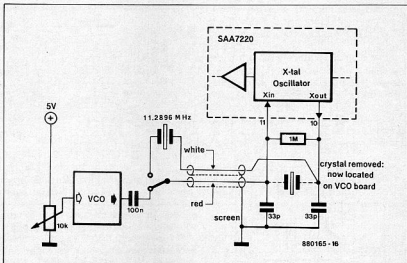 SAA7220
X-tal
Oscillator
Xin
Xout
11
10
5V
11.2896 MHz
1M
white
crystal removed:
now located
on VCO board
VCO
100n
red
10k
screen
33p
33p
880165 - 16